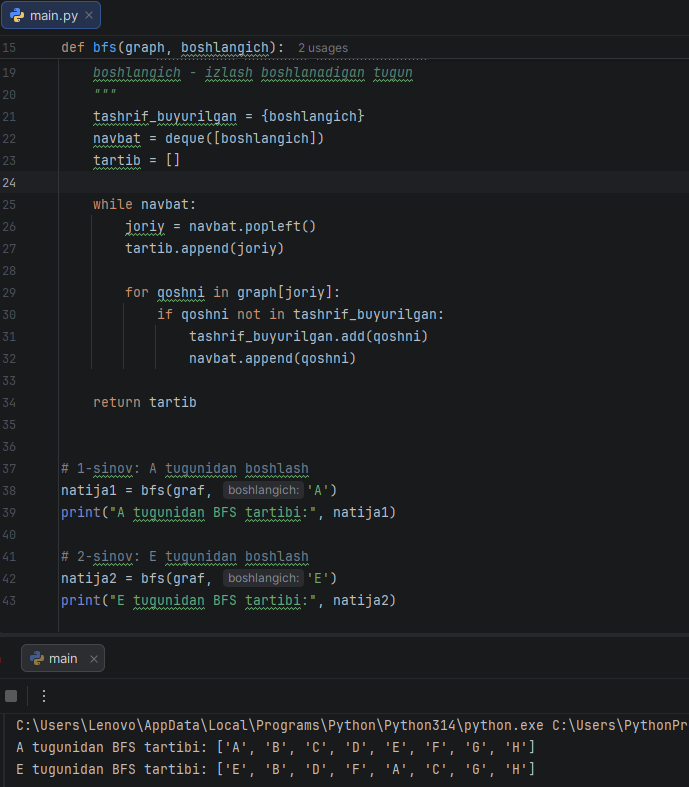 main.py
15 def bfs(graph, boshlangich): 2 usages
19 boshlangich - izlash boshlanadigan tugun
20 """
21 tashrif_buyurilgan = {boshlangich}
22 navbat = deque([boshlangich])
23 tartib = []
24
25 while navbat:
26 joriy = navbat.popleft()
27 tartib.append(joriy)
28
29 for qoshni in graph[joriy]:
30 if qoshni not in tashrif_buyurilgan:
31 tashrif_buyurilgan.add(qoshni)
32 navbat.append(qoshni)
33
34 return tartib
35
36
37 # 1-sinov: A tugunidan boshlash
38 natija1 = bfs(graf, boshlangich: 'A')
39 print("A tugunidan BFS tartibi:", natija1)
40
41 # 2-sinov: E tugunidan boshlash
42 natija2 = bfs(graf, boshlangich: 'E')
43 print("E tugunidan BFS tartibi:", natija2)
main
C:\Users\Lenovo\AppData\Local\Programs\Python\Python314\python.exe C:\Users\PythonPr
A tugunidan BFS tartibi: ['A', 'B', 'C', 'D', 'E', 'F', 'G', 'H']
E tugunidan BFS tartibi: ['E', 'B', 'D', 'F', 'A', 'C', 'G', 'H']